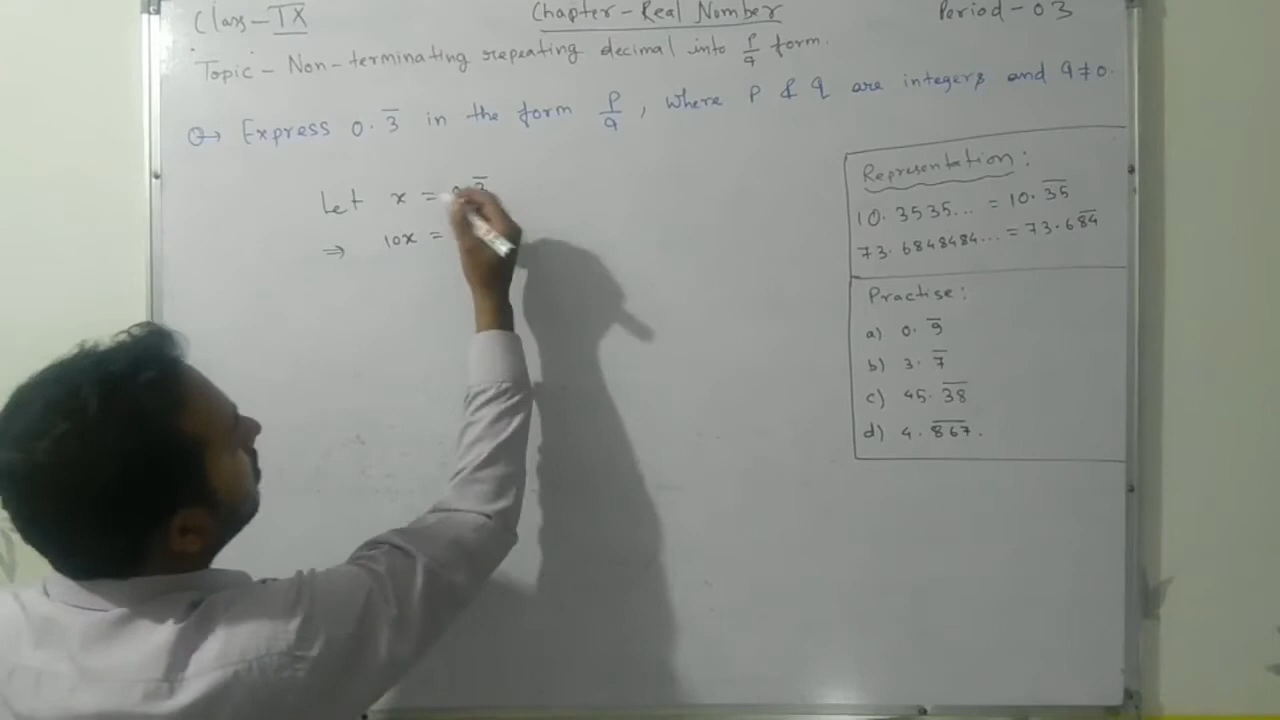 Class-IX Chapter-Real Number Period-03
Topic - Non-terminating repeating decimal into p/q form.
Q→ Express 0.3̅ in the form p/q, where p & q are integers and q≠0.
Let x = 0.3̅
⇒ 10x =
Representation:
10.3535... = 10.3̅5̅
73.6848484... = 73.68̅4̅
Practise:
a) 0.9̅
b) 3.7̅
c) 45.3̅8̅
d) 4.8̅6̅7̅.